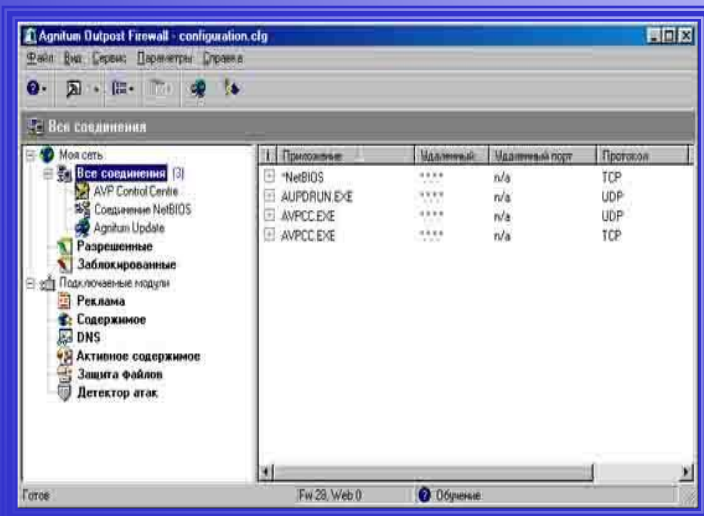 Agnitum Outpost Firewall - configuration.cfg
Файл Вид Сервис Параметры Справка
Все соединения
Моя сеть
Все соединения (3)
AVP Control Centre
Соединение NetBIOS
Agnitum Update
Разрешенные
Заблокированные
Подключаемые модули
Реклама
Содержимое
DNS
Активное содержимое
Защита файлов
Детектор атак
Приложение Удаленный Удаленный порт Протокол
*NetBIOS *.*.*.* n/a TCP
AUPDRUN.EXE *.*.*.* n/a UDP
AVPCC.EXE *.*.*.* n/a UDP
AVPCC.EXE *.*.*.* n/a TCP
Готов Fw 28, Web 0 Обучение